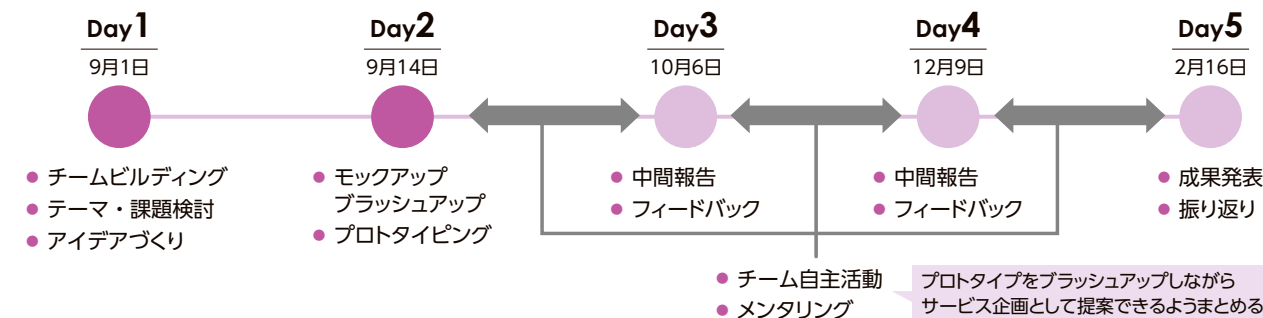 Day1
9月1日
Day2
9月14日
Day3
10月6日
Day4
12月9日
Day5
2月16日
● チームビルディング
● テーマ・課題検討
● アイデアづくり
● モックアップ
ブラッシュアップ
● プロトタイピング
● 中間報告
● フィードバック
● 中間報告
● フィードバック
● 成果発表
● 振り返り
● チーム自主活動
● メンタリング
プロトタイプをブラッシュアップしながら
サービス企画として提案できるようまとめる